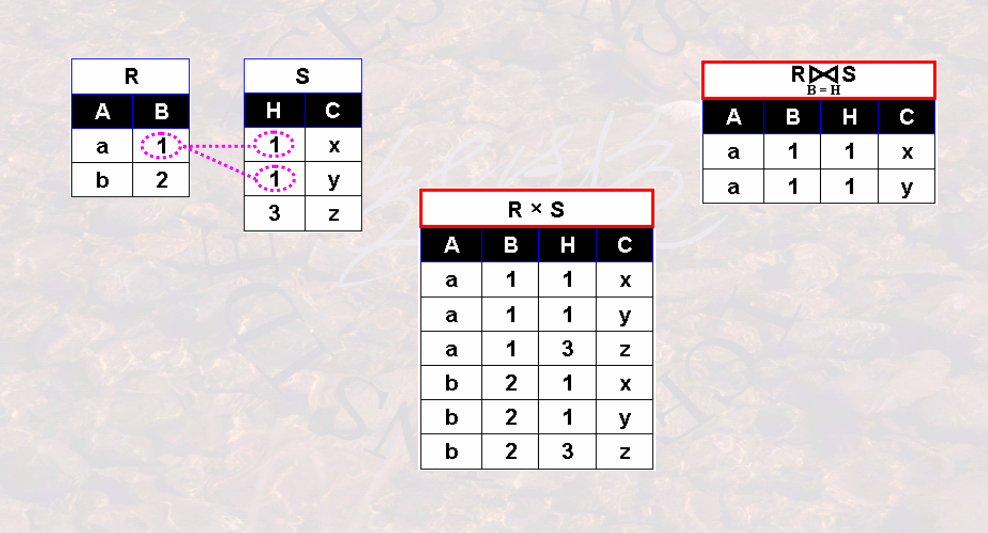 R
A B
a 1
b 2
S
H C
1 x
1 y
3 z
R × S
A B H C
a 1 1 x
a 1 1 y
a 1 3 z
b 2 1 x
b 2 1 y
b 2 3 z
R⋈S
B = H
A B H C
a 1 1 x
a 1 1 y